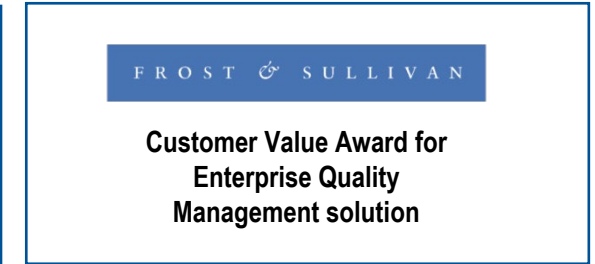 FROST & SULLIVAN
Customer Value Award for
Enterprise Quality
Management solution